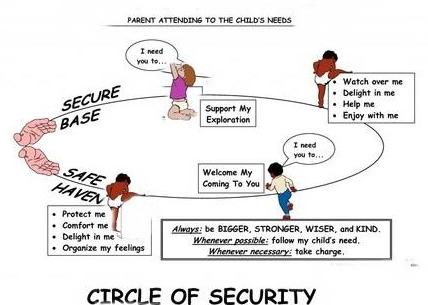 PARENT ATTENDING TO THE CHILD'S NEEDS
I need
you to...
SECURE
BASE
Support My
Exploration
• Watch over me
• Delight in me
• Help me
• Enjoy with me
I need
you to...
Welcome My
Coming To You
SAFE
HAVEN
• Protect me
• Comfort me
• Delight in me
• Organize my feelings
Always: be BIGGER, STRONGER, WISER, and KIND.
Whenever possible: follow my child's need.
Whenever necessary: take charge.
CIRCLE OF SECURITY